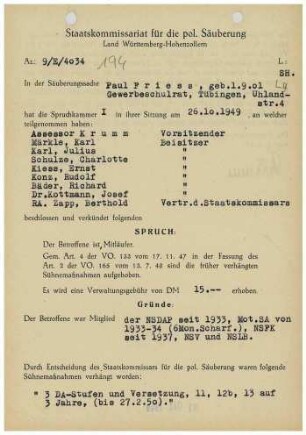 Staatskommissariat für die pol. Säuberung
Land Württemberg-Hohenzollern
Az.: 9/E/4034 194
L:
SH.
In der Säuberungssache Paul F r i e s s , geb.1.9.01
Gewerbeschulrat, Tübingen, Uhland-
str.4
hat die Spruchkammer I in ihrer Sitzung am 26.10.1949 , an welcher
teilgenommen haben:
Assessor K r u m m Vorsitzender
Märkle, Karl Beisitzer
Karl, Julius "
Schulze, Charlotte "
Kiess, Ernst "
Konz, Rudolf "
Bäder, Richard "
Dr.Kottmann, Josef "
RA. Zapp, Berthold Vertr.d.Staatskommissars
beschlossen und verkündet folgenden
SPRUCH:
Der Betroffene ist Mitläufer.
Gem. Art. 4 der VO. 133 vom 17. 11. 47 in der Fassung des
Art. 2 der VO. 165 vom 13. 7. 48 sind die früher verhängten
Sühnemaßnahmen aufgehoben.
Es wird eine Verwaltungsgebühr von DM 15.-- erhoben.
Gründe:
Der Betroffene war Mitglied der NSDAP seit 1933, Mot.SA von
1933-34 (6Mon.Scharf.), NSFK
seit 1937, NSV und NSLB.
Durch Entscheidung des Staatskommissars für die pol. Säuberung waren folgende
Sühnemaßnahmen verhängt worden:
" 3 DA-Stufen und Versetzung, 11, 12b, 13 auf
3 Jahre, (bis 27.2.50)."